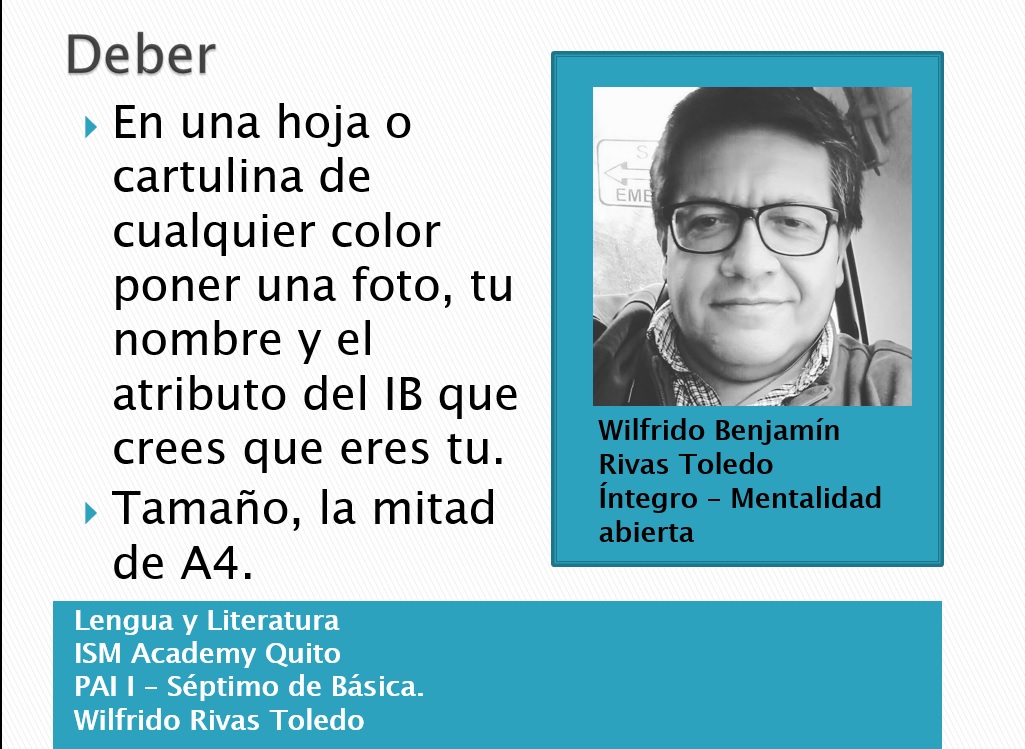 Deber
En una hoja o
cartulina de
cualquier color
poner una foto, tu
nombre y el
atributo del IB que
crees que eres tu.
Tamaño, la mitad
de A4.
S
EME
Wilfrido Benjamín
Rivas Toledo
Íntegro – Mentalidad
abierta
Lengua y Literatura
ISM Academy Quito
PAI I – Séptimo de Básica.
Wilfrido Rivas Toledo